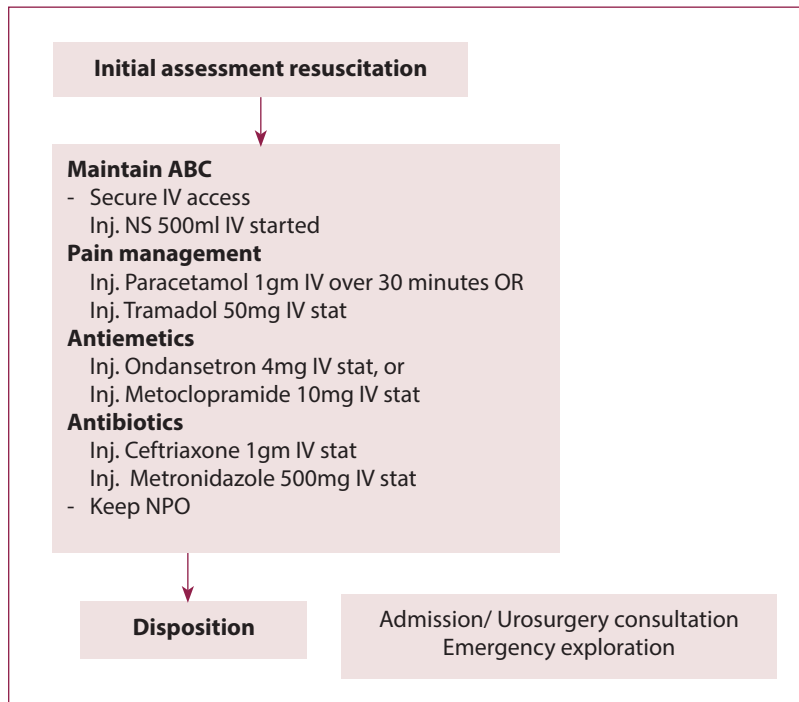 Initial assessment resuscitation
Maintain ABC
- Secure IV access
Inj. NS 500ml IV started
Pain management
Inj. Paracetamol 1gm IV over 30 minutes OR
Inj. Tramadol 50mg IV stat
Antiemetics
Inj. Ondansetron 4mg IV stat, or
Inj. Metoclopramide 10mg IV stat
Antibiotics
Inj. Ceftriaxone 1gm IV stat
Inj. Metronidazole 500mg IV stat
- Keep NPO
Disposition
Admission/ Urosurgery consultation
Emergency exploration